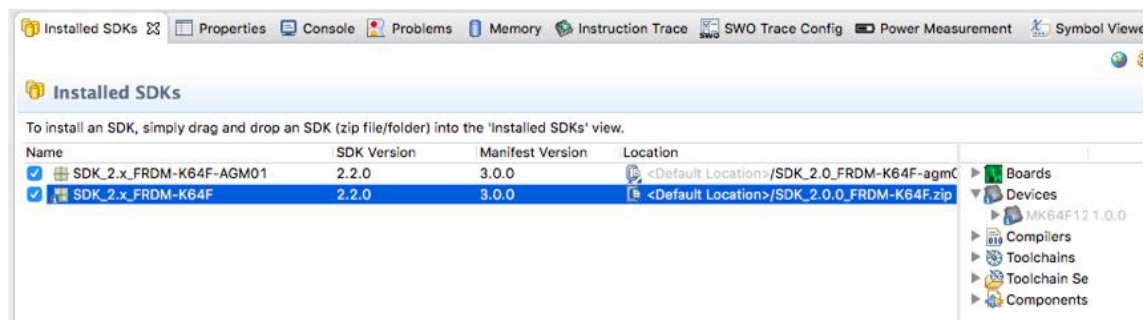 Installed SDKs Properties Console Problems Memory Instruction Trace SWO Trace Config Power Measurement Symbol Viewe
Installed SDKs
To install an SDK, simply drag and drop an SDK (zip file/folder) into the 'Installed SDKs' view.
Name SDK Version Manifest Version Location
SDK_2.x_FRDM-K64F-AGM01 2.2.0 3.0.0 <Default Location>/SDK_2.0_FRDM-K64F-agm0
SDK_2.x_FRDM-K64F 2.2.0 3.0.0 <Default Location>/SDK_2.0.0_FRDM-K64F.zip
Boards
Devices
MK64F12 1.0.0
Compilers
Toolchains
Toolchain Se
Components